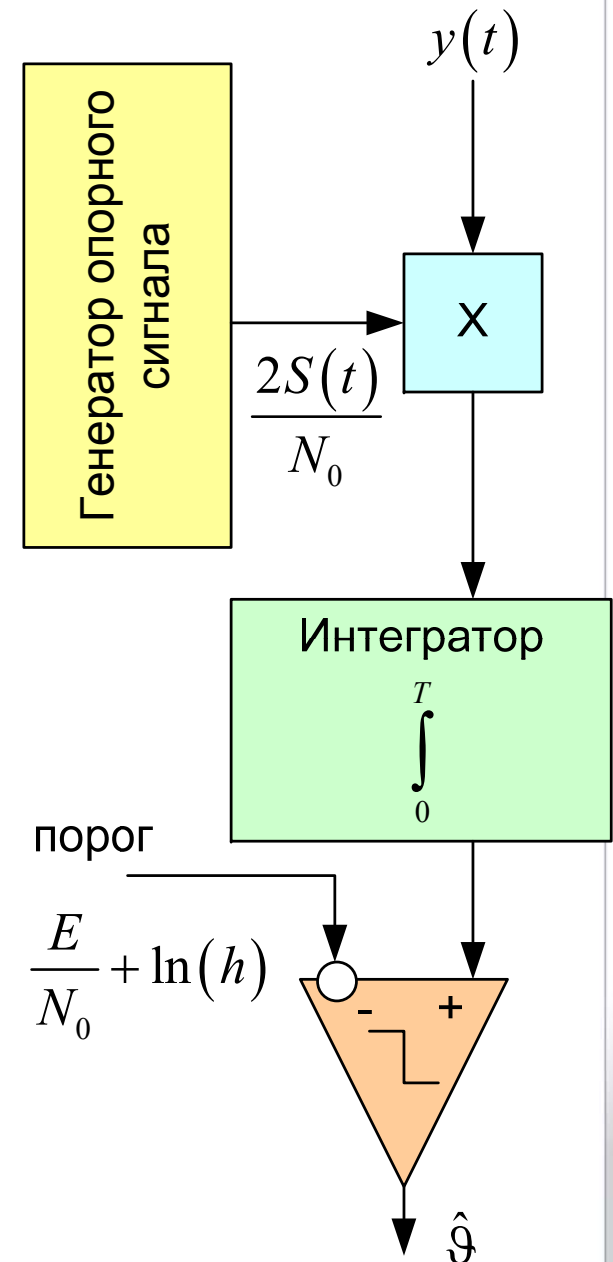 y(t)
Генератор опорного
сигнала
X
2S(t)
N₀
Интегратор
T
∫
0
порог
E/N₀ + ln(h)
- +
ϑ̂